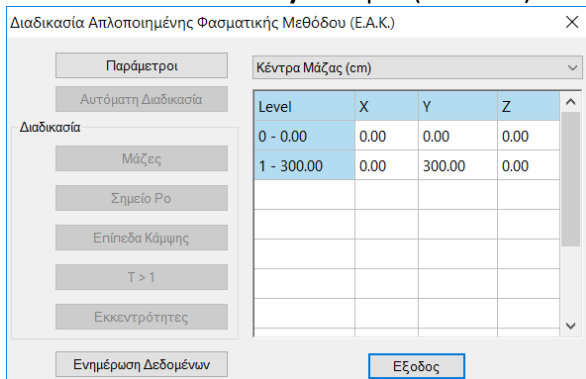 Διαδικασία Απλοποιημένης Φασματικής Μεθόδου (Ε.Α.Κ.)
Παράμετροι
Αυτόματη Διαδικασία
Διαδικασία
Μάζες
Σημείο Ρο
Επίπεδα Κάμψης
Τ > 1
Εκκεντρότητες
Ενημέρωση Δεδομένων
Κέντρα Μάζας (cm)
Level X Y Z
0 - 0.00 0.00 0.00 0.00
1 - 300.00 0.00 300.00 0.00
Εξοδος